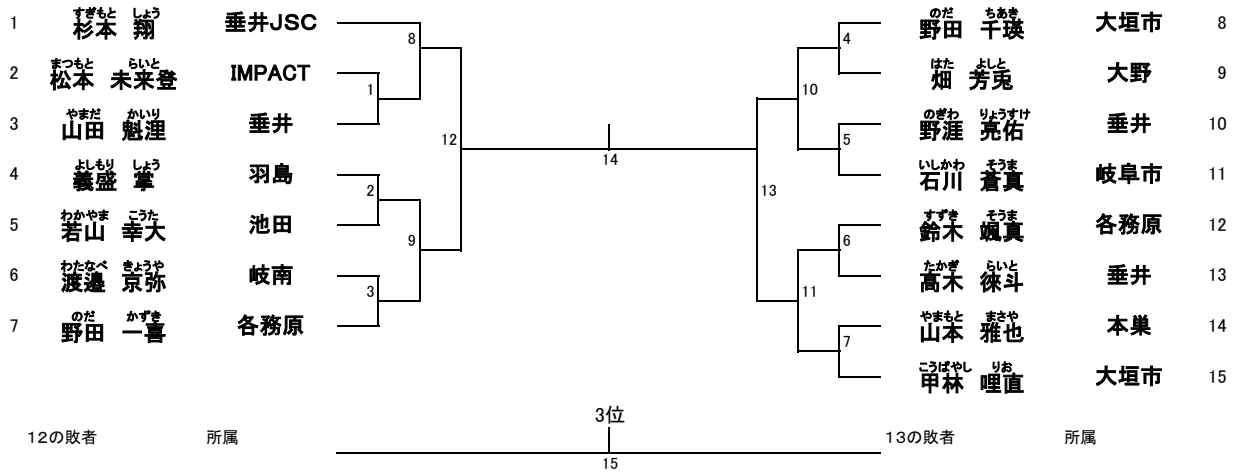 すぎもと しょう
1 杉本 翔 垂井JSC
まつもと らいと
2 松本 未来登 IMPACT
やまだ かいり
3 山田 魁浬 垂井
よしもり しょう
4 義盛 掌 羽島
わかやま こうた
5 若山 幸大 池田
わたなべ きょうや
6 渡邉 京弥 岐南
のだ かずき
7 野田 一喜 各務原
8
1
12
2
9
3
14
のだ ちあき
野田 千瑛 大垣市 8
はた よしと
畑 芳兎 大野 9
のぎわ りょうすけ
野涯 亮佑 垂井 10
いしかわ そうま
石川 蒼真 岐阜市 11
すずき そうま
鈴木 颯真 各務原 12
たかぎ らいと
髙木 徠斗 垂井 13
やまもと まさや
山本 雅也 本巣 14
こうばやし りお
甲林 哩直 大垣市 15
4
10
5
13
6
11
7
3位
12の敗者 所属
13の敗者 所属
15